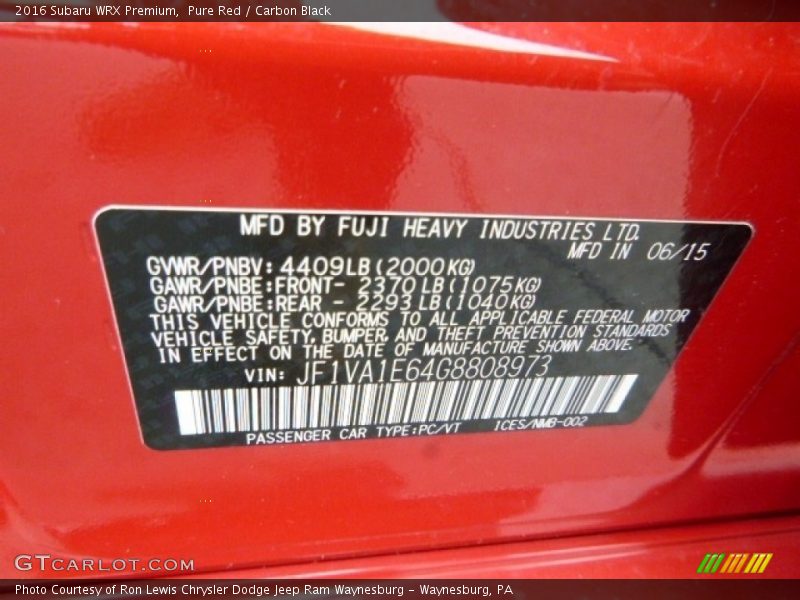 2016 Subaru WRX Premium,  Pure Red / Carbon Black
MFD BY FUJI HEAVY INDUSTRIES LTD.
MFD IN 06/15
GVWR/PNBV: 4409LB(2000KG)
GAWR/PNBE:FRONT- 2370LB(1075KG)
GAWR/PNBE:REAR - 2293LB(1040KG)
THIS VEHICLE CONFORMS TO ALL APPLICABLE FEDERAL MOTOR
VEHICLE SAFETY, BUMPER, AND THEFT PREVENTION STANDARDS
IN EFFECT ON THE DATE OF MANUFACTURE SHOWN ABOVE.
VIN: JF1VA1E64G8808973
PASSENGER CAR TYPE:PC/VT ICES/NMB-002
GTCARLOT.COM
Photo Courtesy of Ron Lewis Chrysler Dodge Jeep Ram Waynesburg – Waynesburg, PA